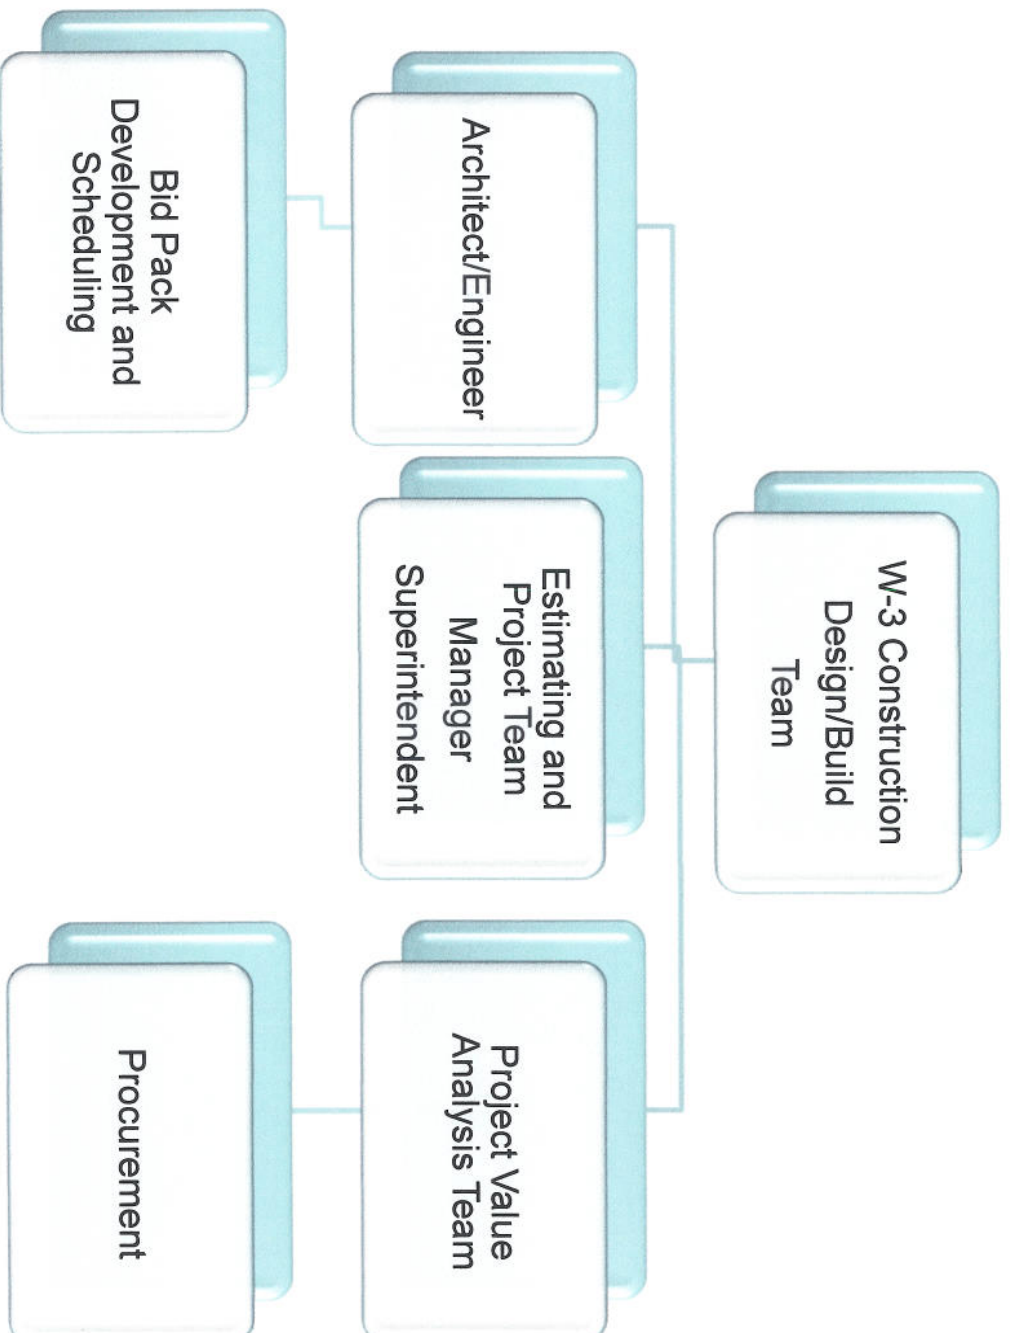 W-3 Construction
Design/Build
Team
Architect/Engineer
Estimating and
Project Team
Manager
Superintendent
Project Value
Analysis Team
Bid Pack
Development and
Scheduling
Procurement